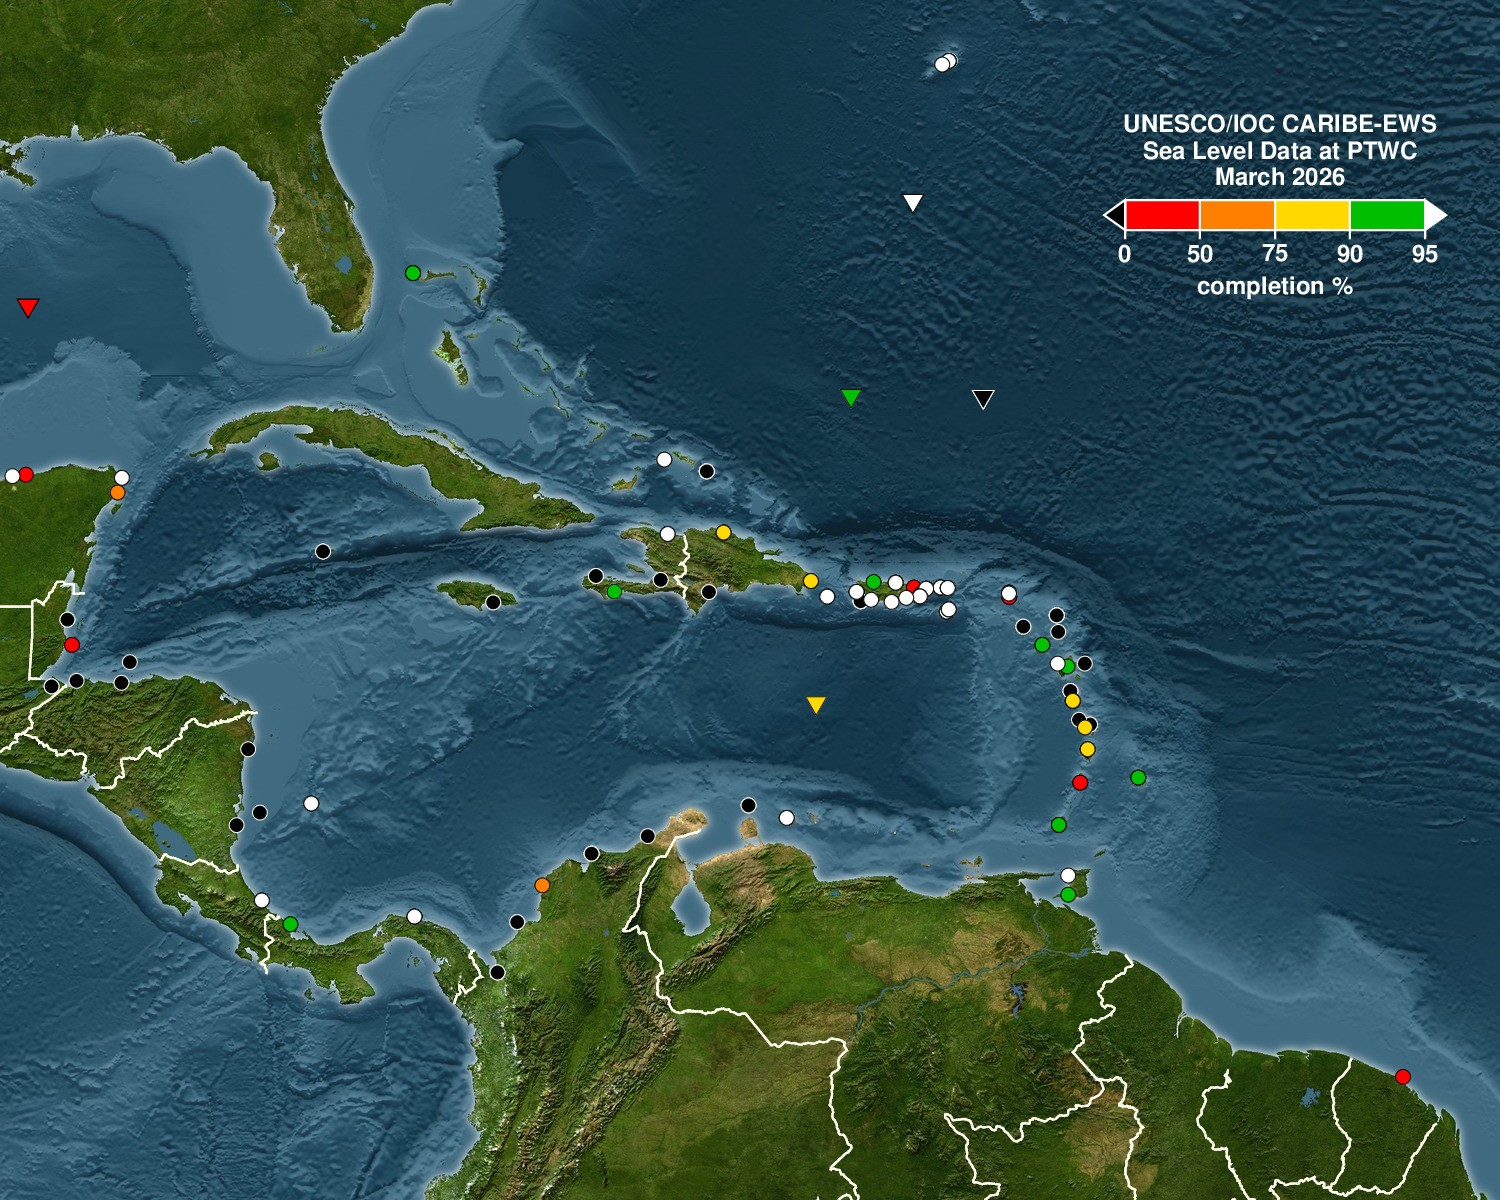 UNESCO/IOC CARIBE-EWS
Sea Level Data at PTWC
March 2026
0 50 75 90 95
completion %